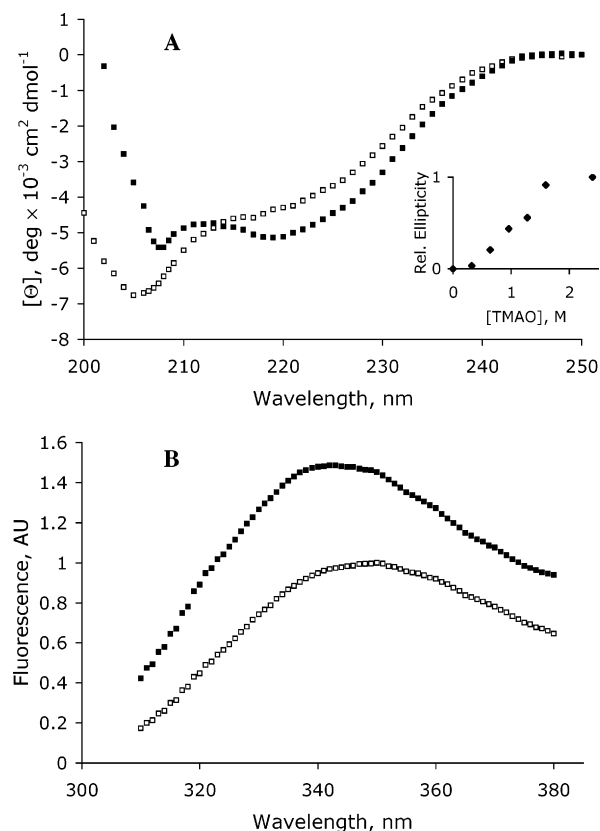 A
0
-1
-2
-3
-4
-5
-6
-7
-8
[Θ], deg × 10⁻³ cm² dmol⁻¹
200 210 220 230 240 250
Wavelength, nm
1
0
Rel. Ellipticity
0 1 2
[TMAO], M
B
1.6
1.4
1.2
1
0.8
0.6
0.4
0.2
0
Fluorescence, AU
300 320 340 360 380
Wavelength, nm